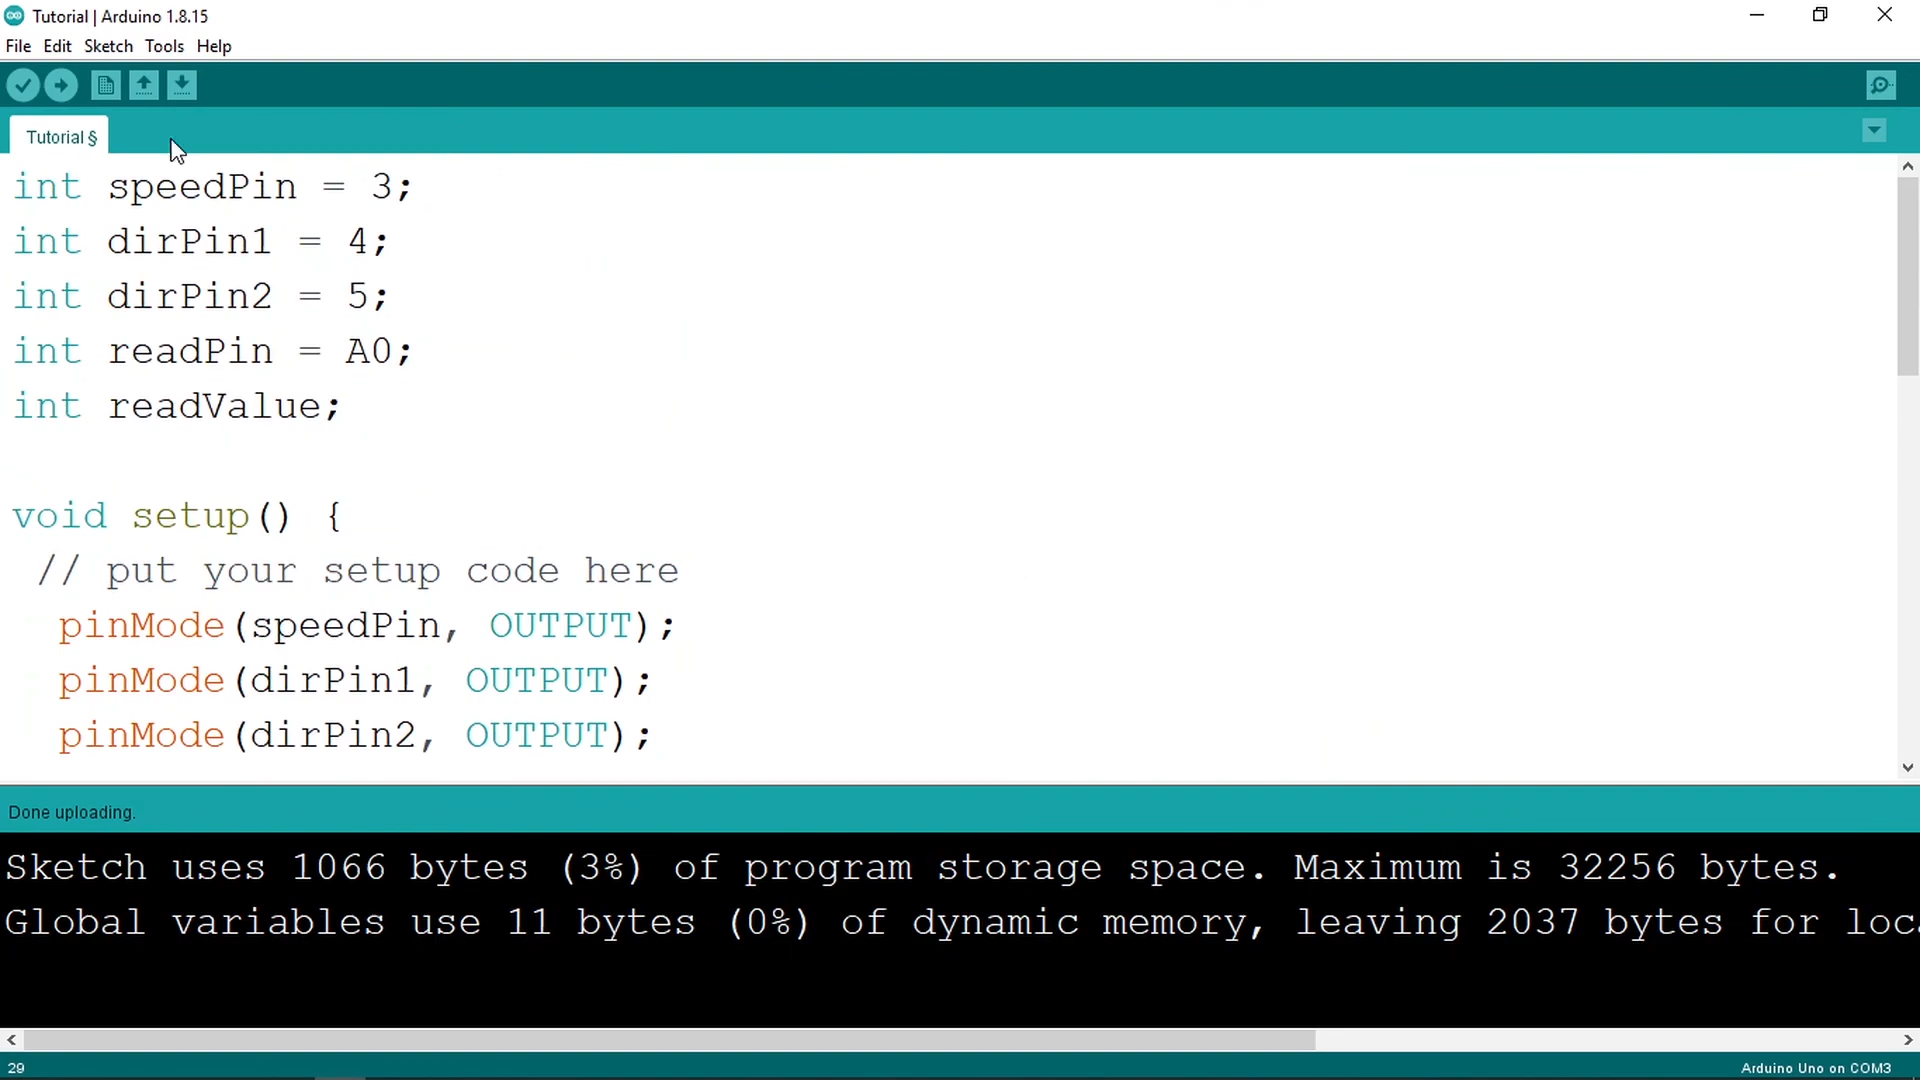 Tutorial | Arduino 1.8.15
File Edit Sketch Tools Help
Tutorial §
int speedPin = 3;
int dirPin1 = 4;
int dirPin2 = 5;
int readPin = A0;
int readValue;
void setup() {
// put your setup code here
pinMode(speedPin, OUTPUT);
pinMode(dirPin1, OUTPUT);
pinMode(dirPin2, OUTPUT);
Done uploading.
Sketch uses 1066 bytes (3%) of program storage space. Maximum is 32256 bytes.
Global variables use 11 bytes (0%) of dynamic memory, leaving 2037 bytes for loc
29
Arduino Uno on COM3